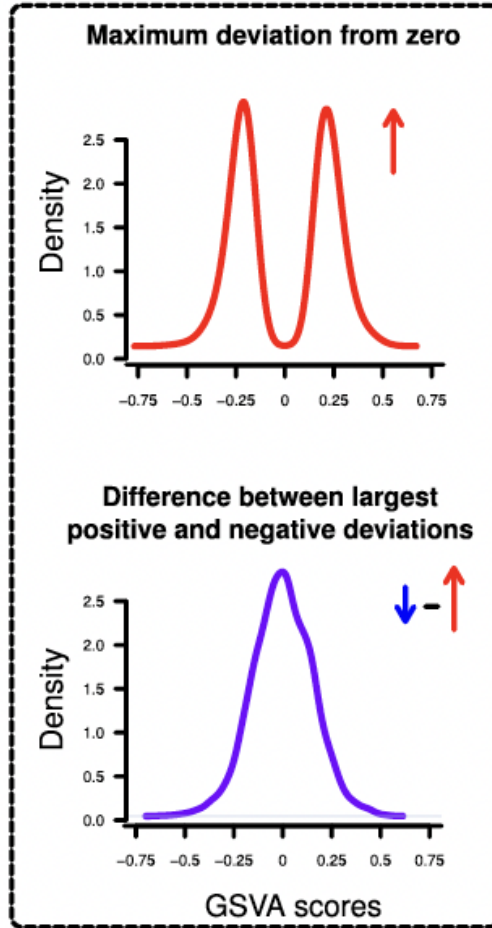 Maximum deviation from zero
Density
2.5
2.0
1.5
1.0
0.5
0.0
−0.75 −0.5 −0.25 0 0.25 0.5 0.75
Difference between largest
positive and negative deviations
Density
2.5
2.0
1.5
1.0
0.5
0.0
−0.75 −0.5 −0.25 0 0.25 0.5 0.75
GSVA scores